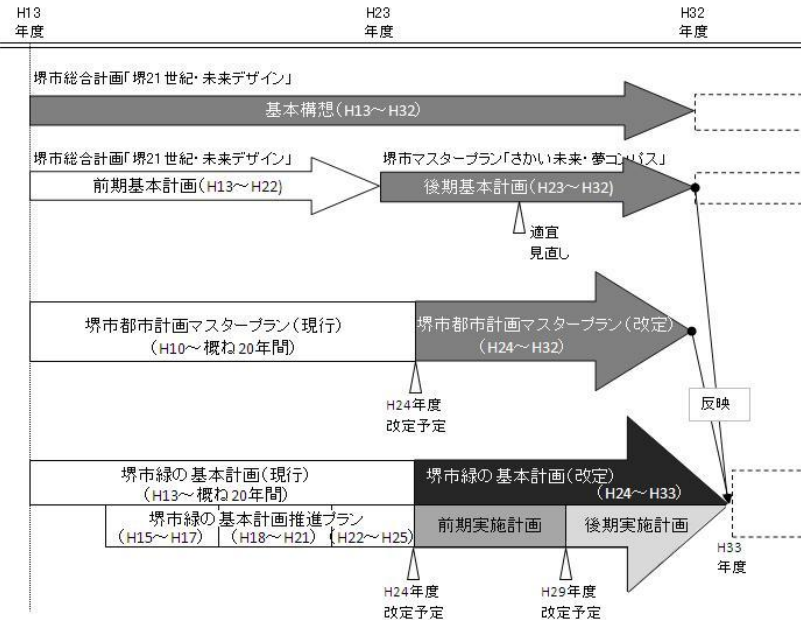 H13
年度
H23
年度
H32
年度
堺市総合計画「堺21世紀・未来デザイン」
基本構想(H13～H32)
堺市総合計画「堺21世紀・未来デザイン」
堺市マスタープラン「さかい未来・夢コンパス」
前期基本計画(H13～H22)
後期基本計画(H23～H32)
適宜
見直し
堺市都市計画マスタープラン(現行)
(H10～概ね20年間)
堺市都市計画マスタープラン(改定)
(H24～H32)
H24年度
改定予定
反映
堺市緑の基本計画(現行)
(H13～概ね20年間)
堺市緑の基本計画(改定)
(H24～H33)
堺市緑の基本計画推進プラン
(H15～H17)
(H18～H21)
(H22～H25)
前期実施計画
後期実施計画
H33
年度
H24年度
改定予定
H29年度
改定予定